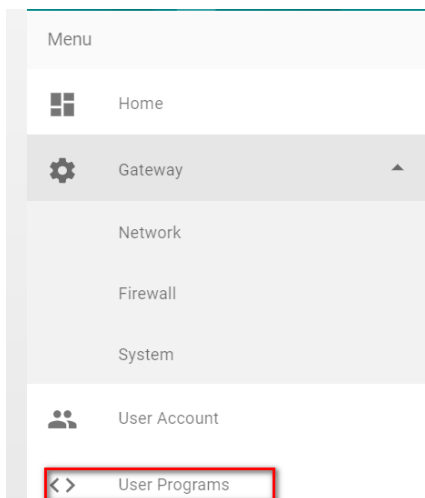 Menu
Home
Gateway
Network
Firewall
System
User Account
User Programs